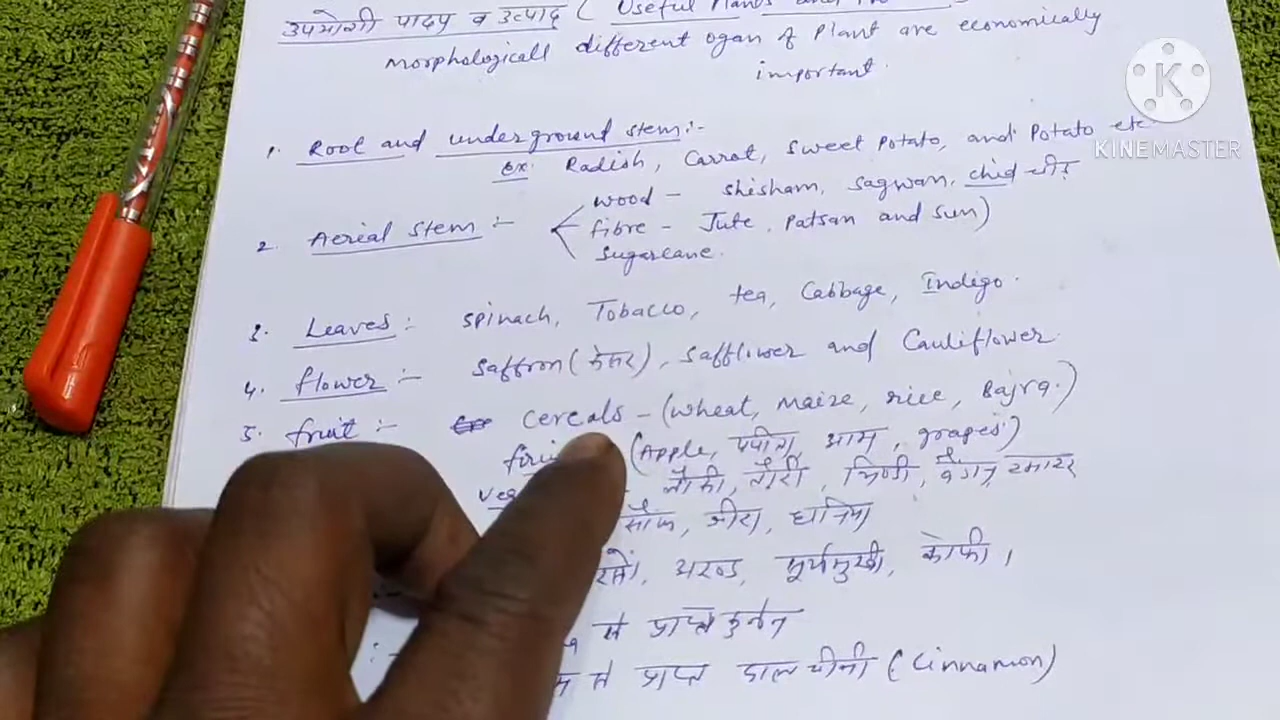 उपयोगी पादप व उत्पाद ( Useful Plants and
morphologicall different ogan of Plant are economically
important.
1. Root and underground stem:-
ex. Radish, Carrot, Sweet Potato, and Potato etc
2. Aerial stem :-
wood - Shisham, Sagwan, chid चीड़
fibre - Jute, Patsan and Sun)
Sugarcane.
3. Leaves :- Spinach, Tobacco, tea, Cabbage, Indigo.
4. flower :- Saffron (केसर), Safflower and Cauliflower.
5. fruit :- Cereals - (wheat, maize, rice, Bajra.)
(Apple, पपीता, आम, grapes)
लौकी, तौरी, भिण्डी, बैंगन, टमाटर
सौंफ, जीरा, धनिया
अरण्ड, सूर्यमुखी, कॉफी ।
से प्राप्त कुनेन
से प्राप्त दालचीनी (Cinnamon)
K
KINEMASTER